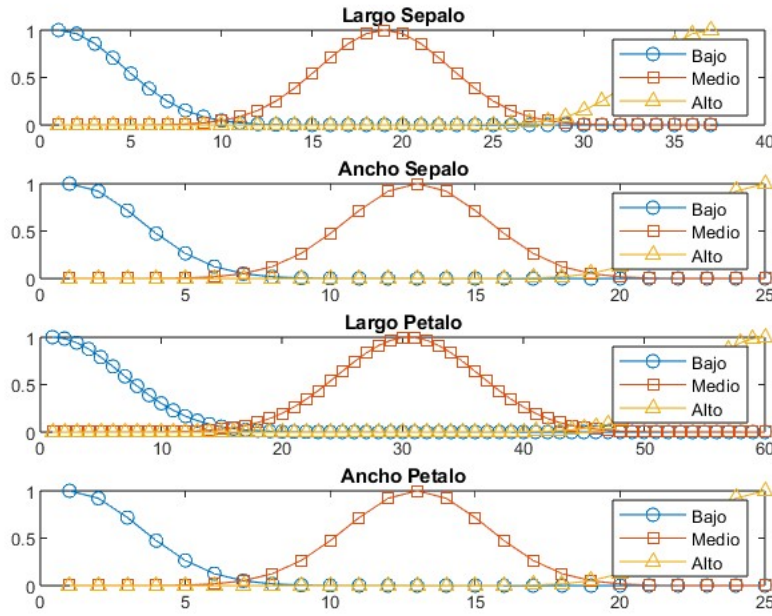 Largo Sepalo
1
0.5
0
0 5 10 15 20 25 30 35 40
Bajo
Medio
Alto
Ancho Sepalo
1
0.5
0
0 5 10 15 20 25
Bajo
Medio
Alto
Largo Petalo
1
0.5
0
0 10 20 30 40 50 60
Bajo
Medio
Alto
Ancho Petalo
1
0.5
0
0 5 10 15 20 25
Bajo
Medio
Alto